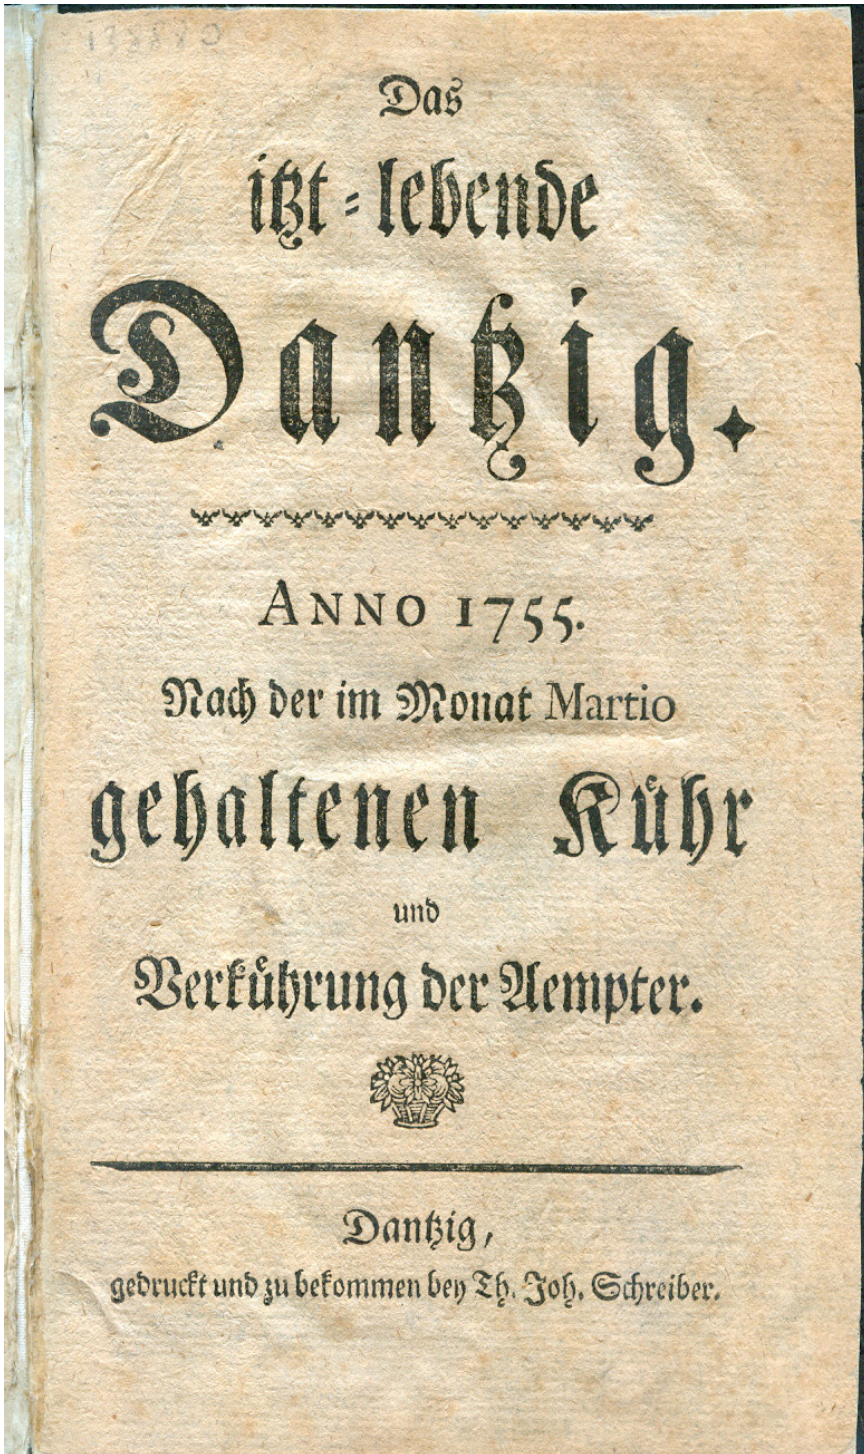 138880
Das
itzt-lebende
Dantzig.
ANNO 1755.
Nach der im Monat Martio
gehaltenen Kühr
und
Verkührung der Aempter.
Dantzig,
gedruckt und zu bekommen bey Th. Joh. Schreiber.